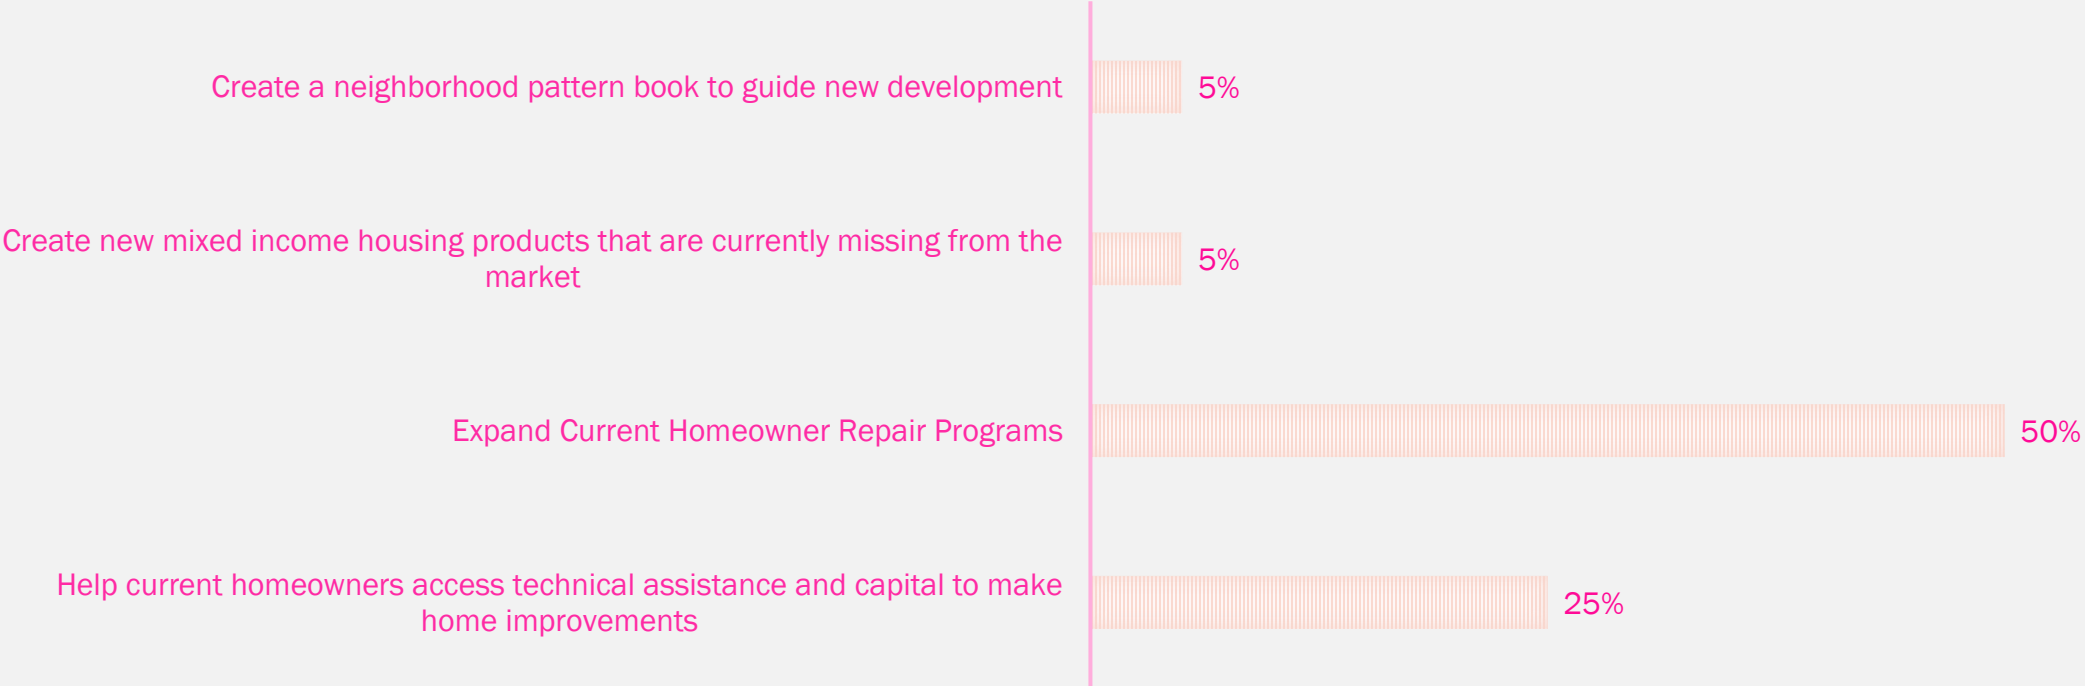 Create a neighborhood pattern book to guide new development
5%
Create new mixed income housing products that are currently missing from the
market
5%
Expand Current Homeowner Repair Programs
50%
Help current homeowners access technical assistance and capital to make
home improvements
25%